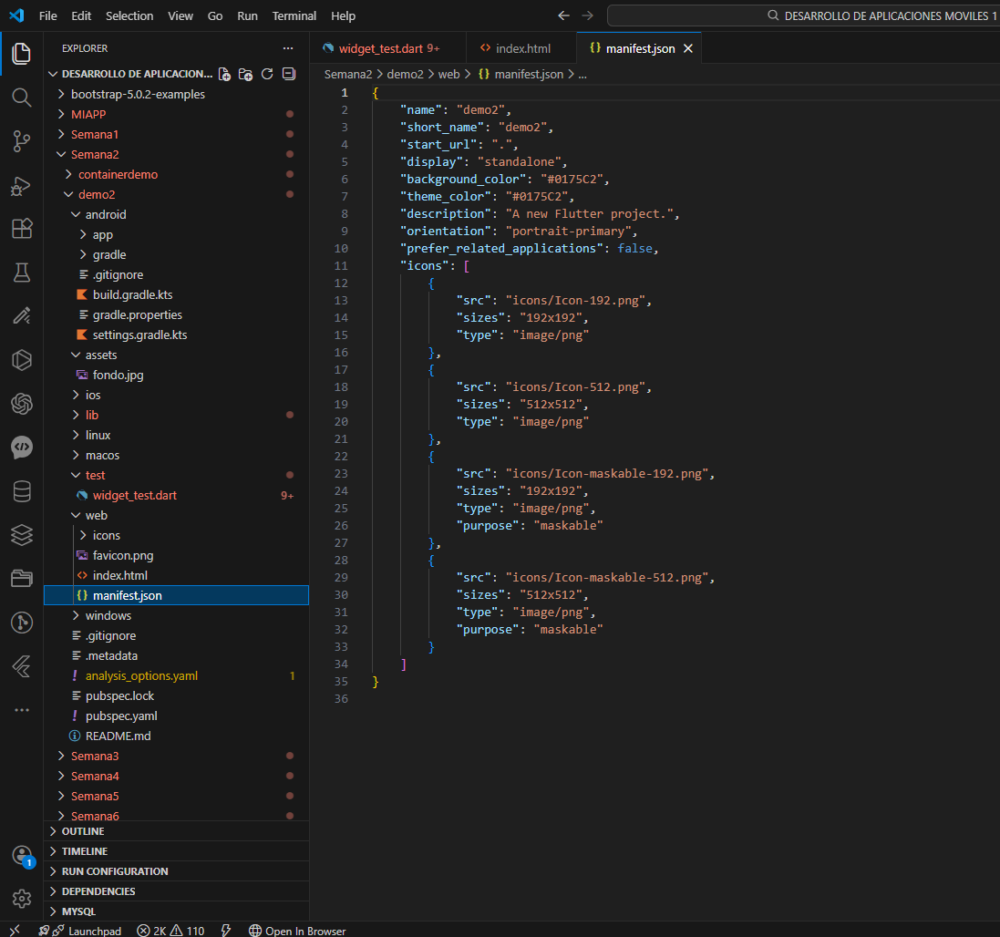 File Edit Selection View Go Run Terminal Help
DESARROLLO DE APLICACIONES MOVILES 1
EXPLORER
DESARROLLO DE APLICACION...
bootstrap-5.0.2-examples
MIAPP
Semana1
Semana2
containerdemo
demo2
android
app
gradle
.gitignore
build.gradle.kts
gradle.properties
settings.gradle.kts
assets
fondo.jpg
ios
lib
linux
macos
test
widget_test.dart 9+
web
icons
favicon.png
index.html
manifest.json
windows
.gitignore
.metadata
analysis_options.yaml 1
pubspec.lock
pubspec.yaml
README.md
Semana3
Semana4
Semana5
Semana6
OUTLINE
TIMELINE
RUN CONFIGURATION
DEPENDENCIES
MYSQL
1
widget_test.dart 9+ index.html manifest.json
Semana2 > demo2 > web > {} manifest.json > ...
1 {
2 "name": "demo2",
3 "short_name": "demo2",
4 "start_url": ".",
5 "display": "standalone",
6 "background_color": "#0175C2",
7 "theme_color": "#0175C2",
8 "description": "A new Flutter project.",
9 "orientation": "portrait-primary",
10 "prefer_related_applications": false,
11 "icons": [
12 {
13 "src": "icons/Icon-192.png",
14 "sizes": "192x192",
15 "type": "image/png"
16 },
17 {
18 "src": "icons/Icon-512.png",
19 "sizes": "512x512",
20 "type": "image/png"
21 },
22 {
23 "src": "icons/Icon-maskable-192.png",
24 "sizes": "192x192",
25 "type": "image/png",
26 "purpose": "maskable"
27 },
28 {
29 "src": "icons/Icon-maskable-512.png",
30 "sizes": "512x512",
31 "type": "image/png",
32 "purpose": "maskable"
33 }
34 ]
35 }
36
Launchpad 2K 110 Open In Browser